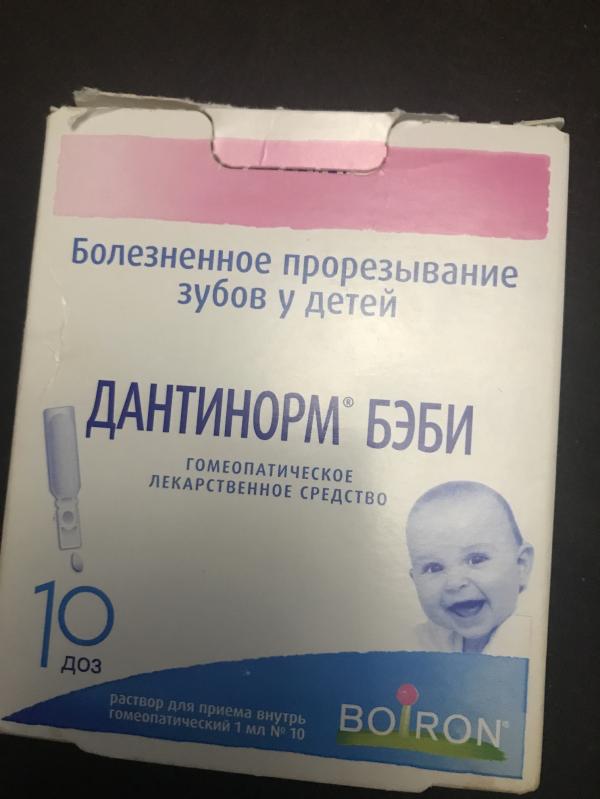 Болезненное прорезывание
зубов у детей
ДАНТИНОРМ® БЭБИ
ГОМЕОПАТИЧЕСКОЕ
ЛЕКАРСТВЕННОЕ СРЕДСТВО
10
ДОЗ
раствор для приема внутрь
гомеопатический 1 мл № 10
BOIRON®